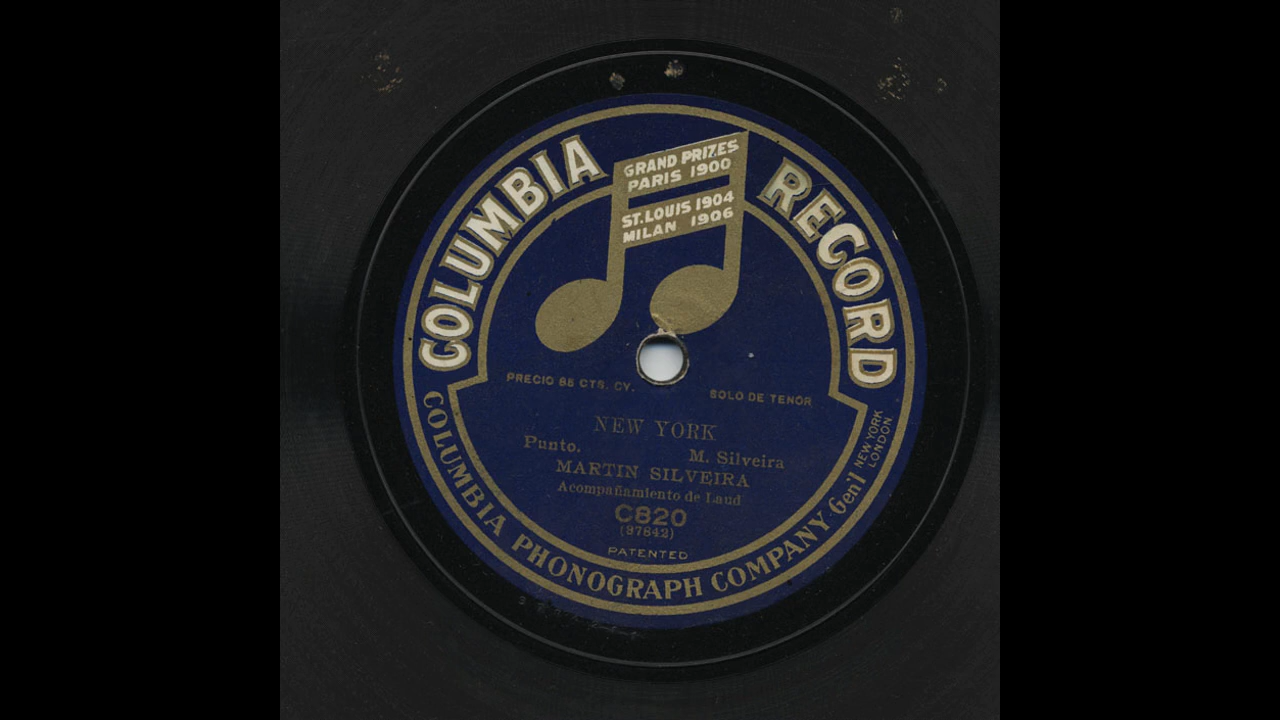 COLUMBIA RECORD
GRAND PRIZES
PARIS 1900
ST. LOUIS 1904
MILAN 1906
PRECIO 85 CTS. CY. SOLO DE TENOR
NEW YORK
Punto. M. Silveira
MARTIN SILVEIRA
Acompañamiento de Laud
C820
(97842)
PATENTED
COLUMBIA PHONOGRAPH COMPANY Gen'l NEW YORK
LONDON